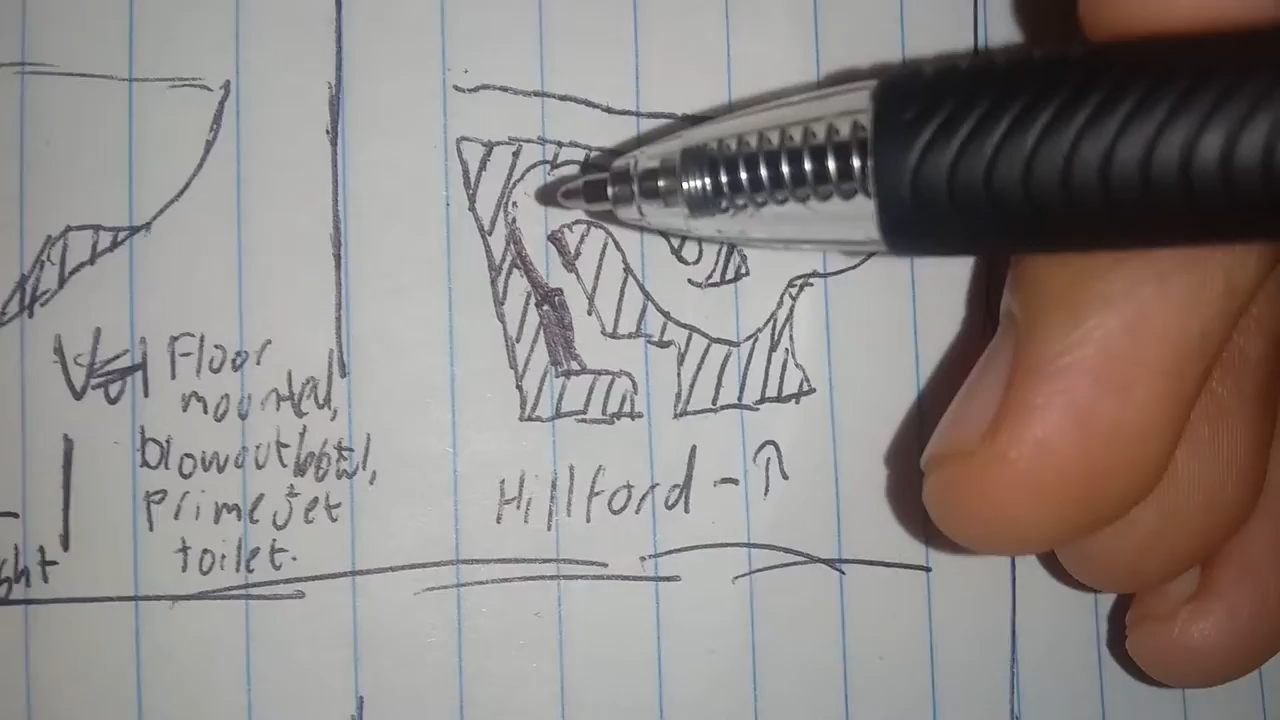 Floor
mounted,
blowout bowl,
prime jet
toilet.
Hillford - ↑